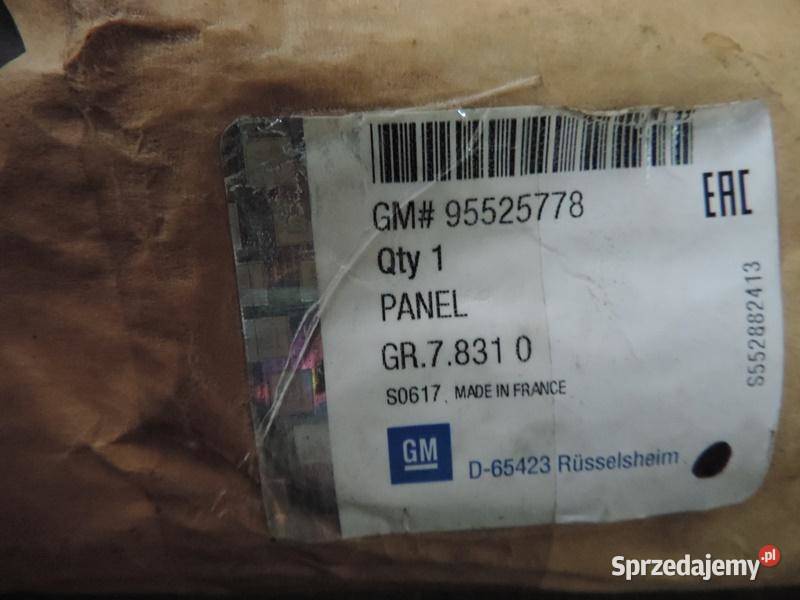 GM# 95525778
EAC
Qty 1
PANEL
GR.7.831 0
S0617 MADE IN FRANCE
S552882413
GM
D-65423 Rüsselsheim
Sprzedajemy.pl